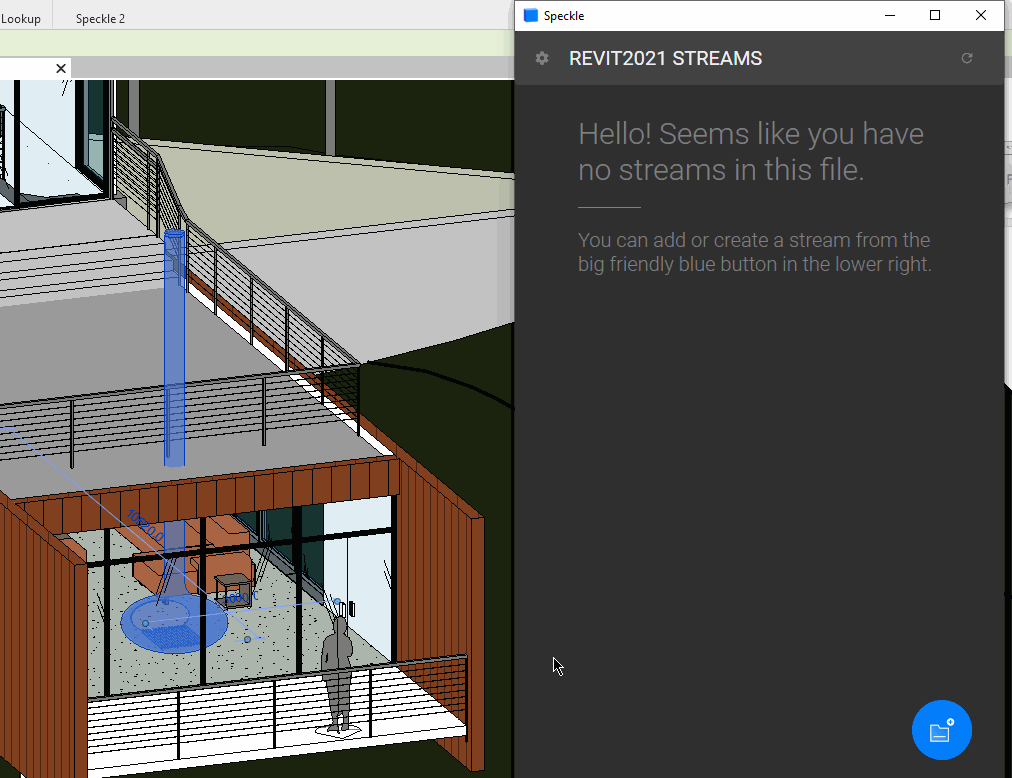 Lookup
Speckle 2
Speckle
REVIT2021 STREAMS
Hello! Seems like you have
no streams in this file.
You can add or create a stream from the
big friendly blue button in the lower right.